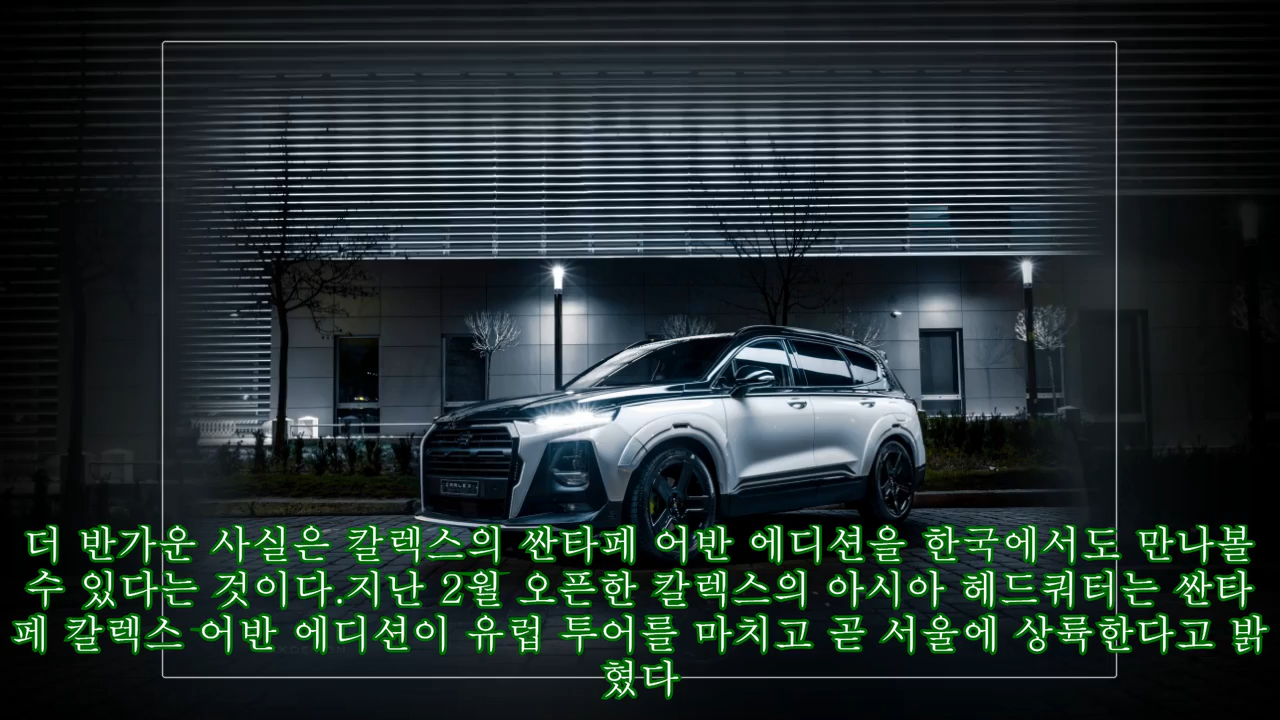 CARLEX
더 반가운 사실은 칼렉스의 싼타페 어반 에디션을 한국에서도 만나볼
수 있다는 것이다.지난 2월 오픈한 칼렉스의 아시아 헤드쿼터는 싼타
페 칼렉스 어반 에디션이 유럽 투어를 마치고 곧 서울에 상륙한다고 밝
혔다